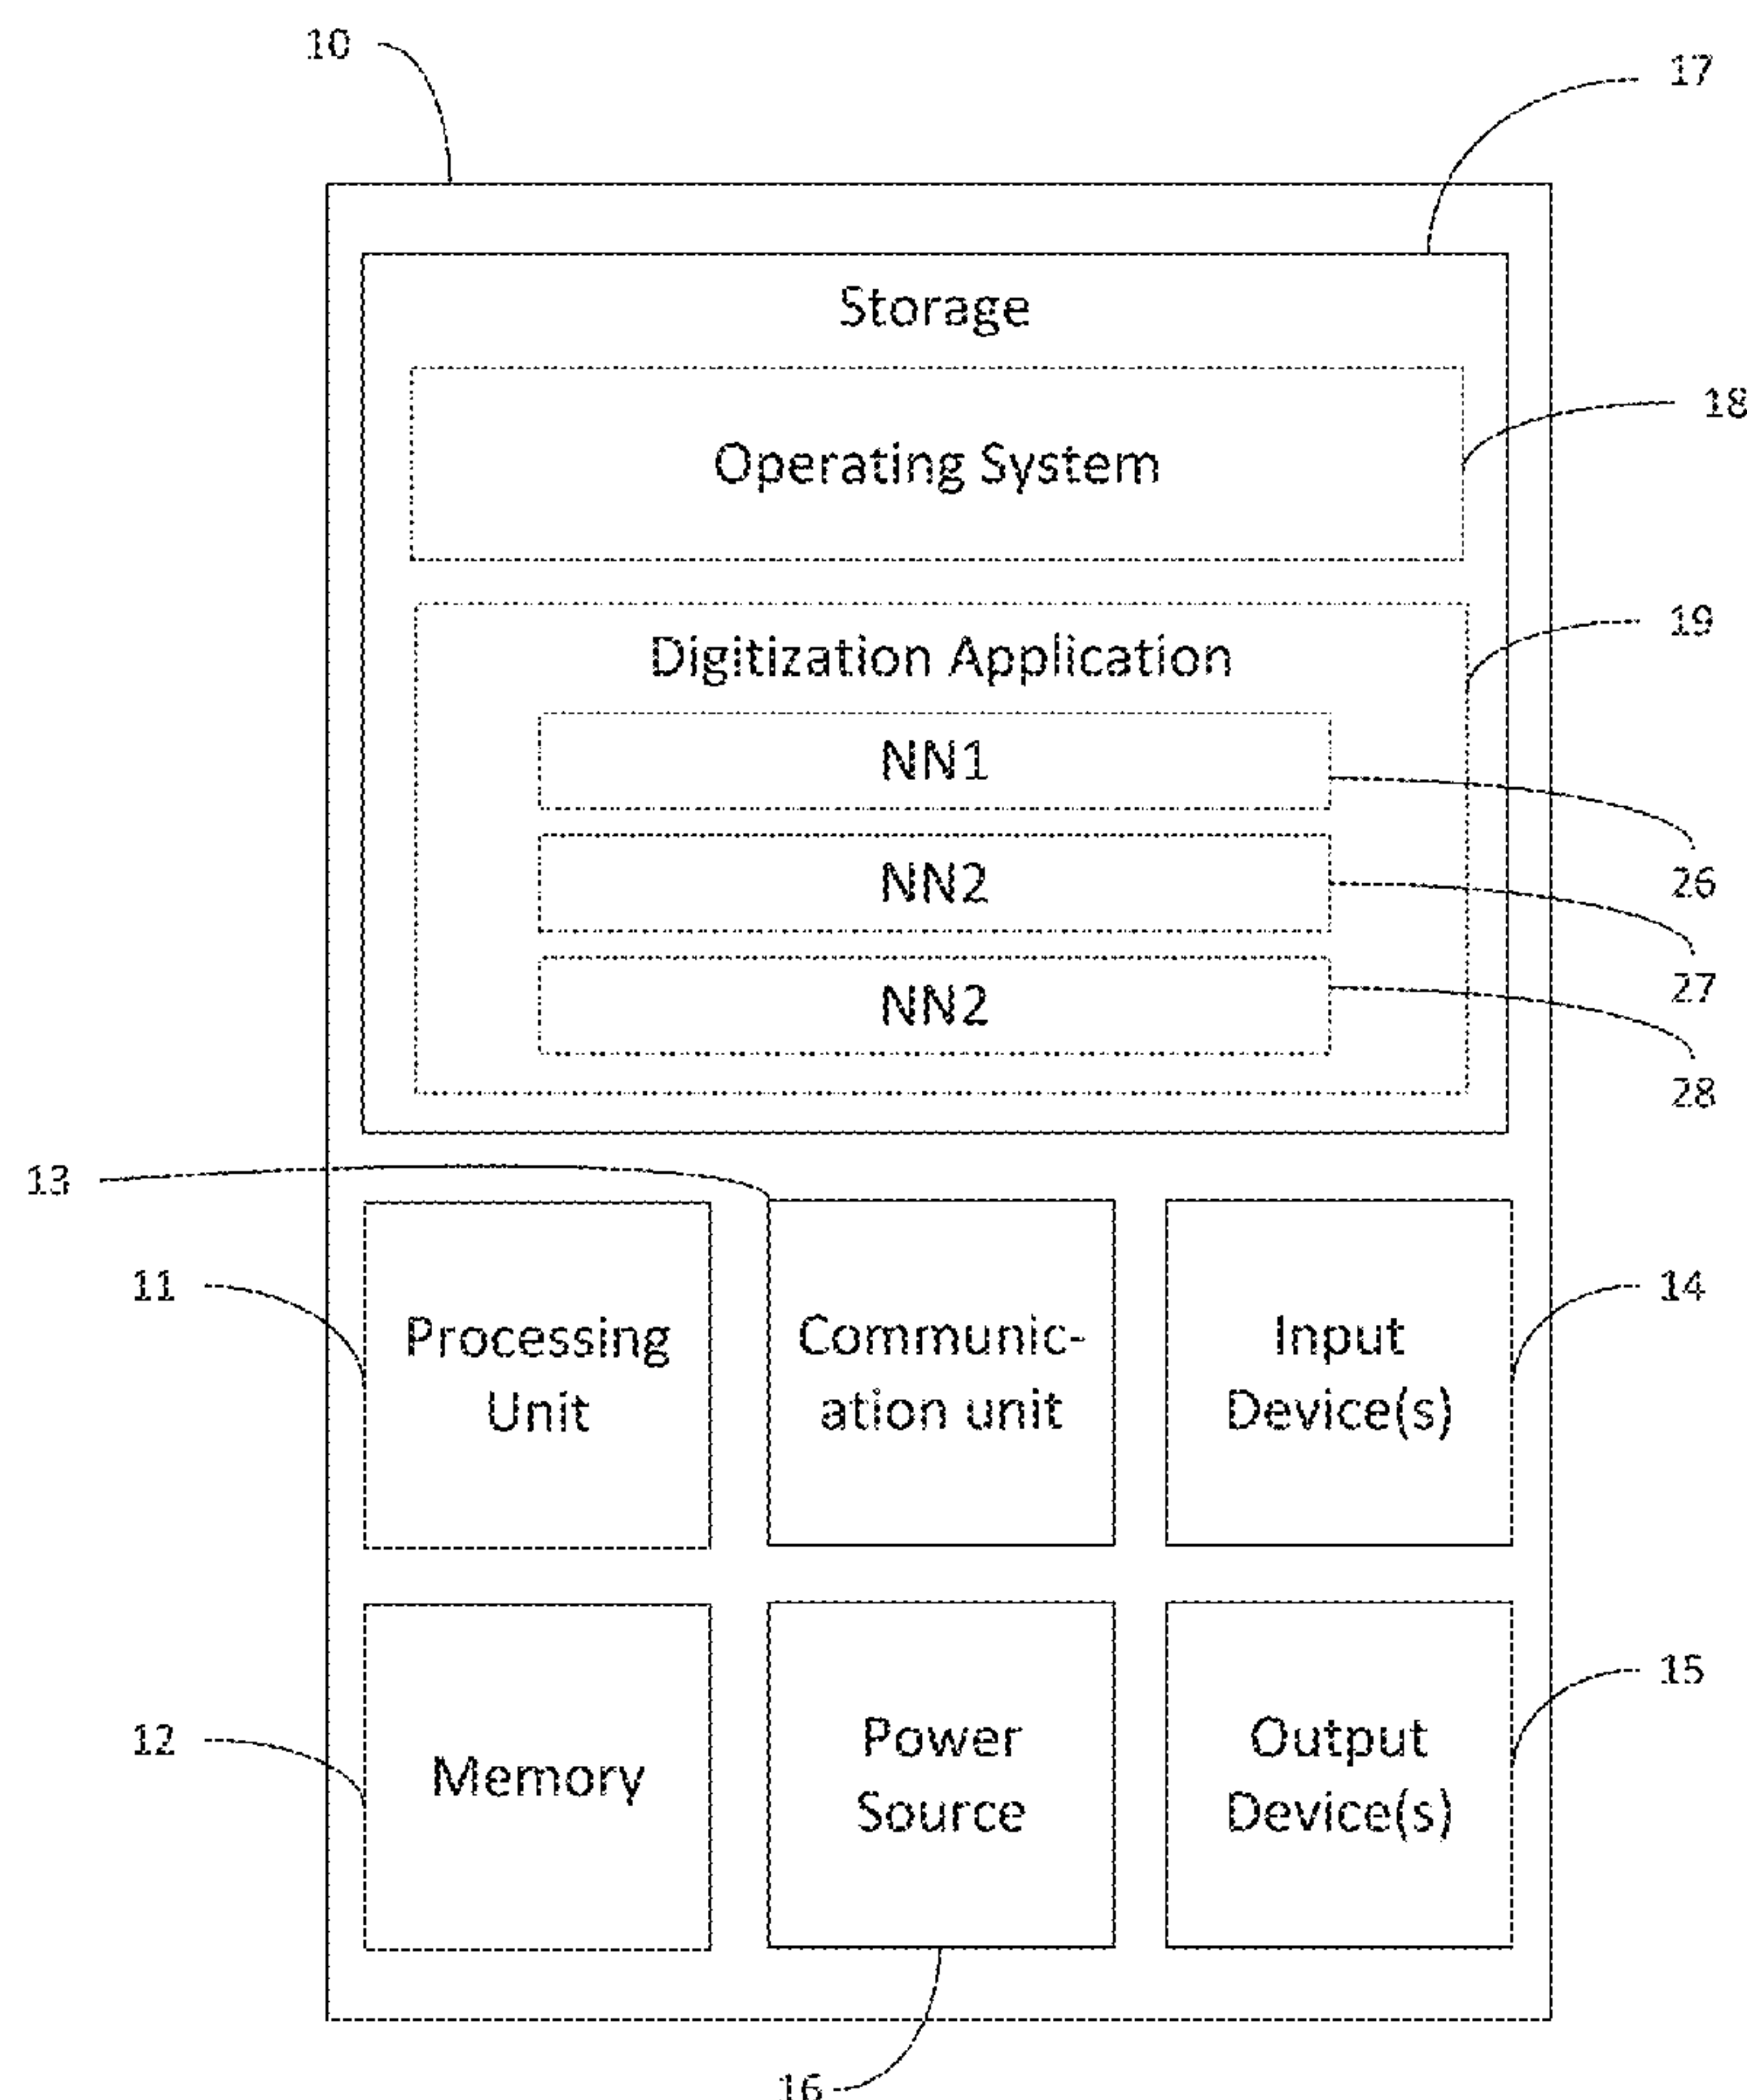 10
17
Storage
18
Operating System
19
Digitization Application
NN1
26
NN2
27
NN2
28
13
11
Processing
Unit
Communic-
ation unit
Input
Device(s)
14
12
Memory
Power
Source
Output
Device(s)
15
16